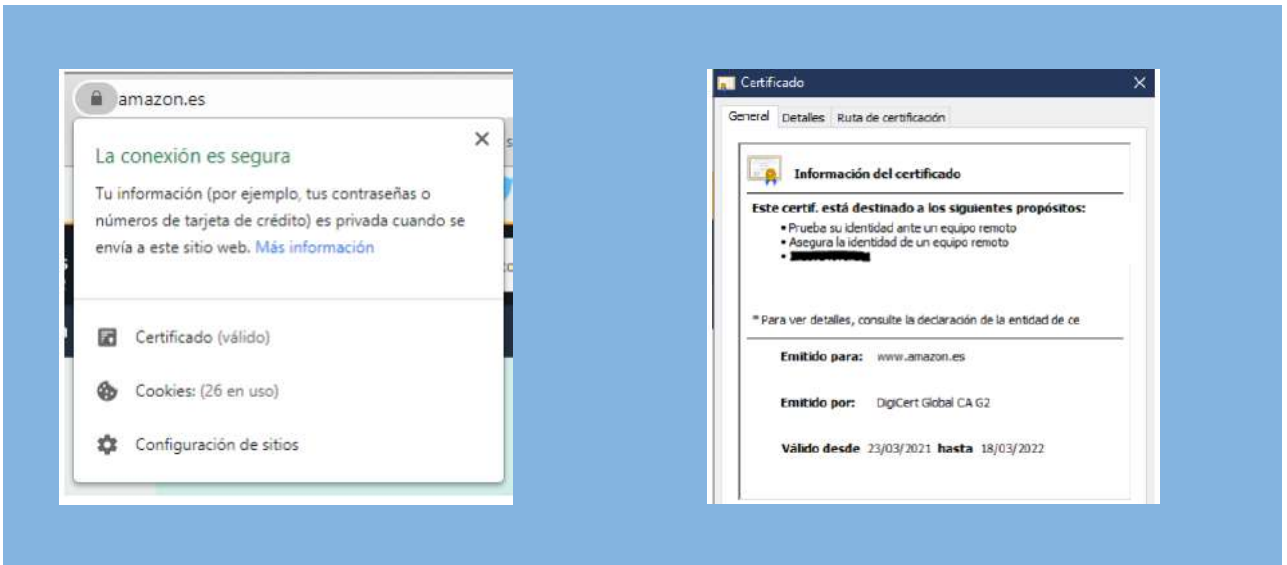 amazon.es
La conexión es segura
Tu información (por ejemplo, tus contraseñas o
números de tarjeta de crédito) es privada cuando se
envía a este sitio web. Más información
Certificado (válido)
Cookies: (26 en uso)
Configuración de sitios
Certificado
General Detalles Ruta de certificación
Información del certificado
Este certif. está destinado a los siguientes propósitos:
• Prueba su identidad ante un equipo remoto
• Asegura la identidad de un equipo remoto
* Para ver detalles, consulte la declaración de la entidad de ce
Emitido para: www.amazon.es
Emitido por: DigiCert Global CA G2
Válido desde 23/03/2021 hasta 18/03/2022